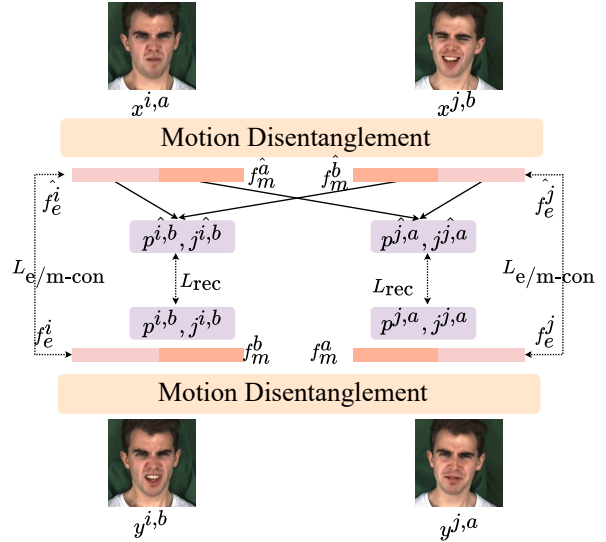 x^{i,a} x^{j,b}
Motion Disentanglement
\hat{f_m^a} \hat{f_m^b}
\hat{f_e^i} \hat{f_e^j}
\hat{p^{i,b}}, \hat{j^{i,b}} \hat{p^{j,a}}, \hat{j^{j,a}}
L_{e/m-con} L_{rec} L_{rec} L_{e/m-con}
p^{i,b}, j^{i,b} p^{j,a}, j^{j,a}
f_e^i f_m^b f_m^a f_e^j
Motion Disentanglement
y^{i,b} y^{j,a}